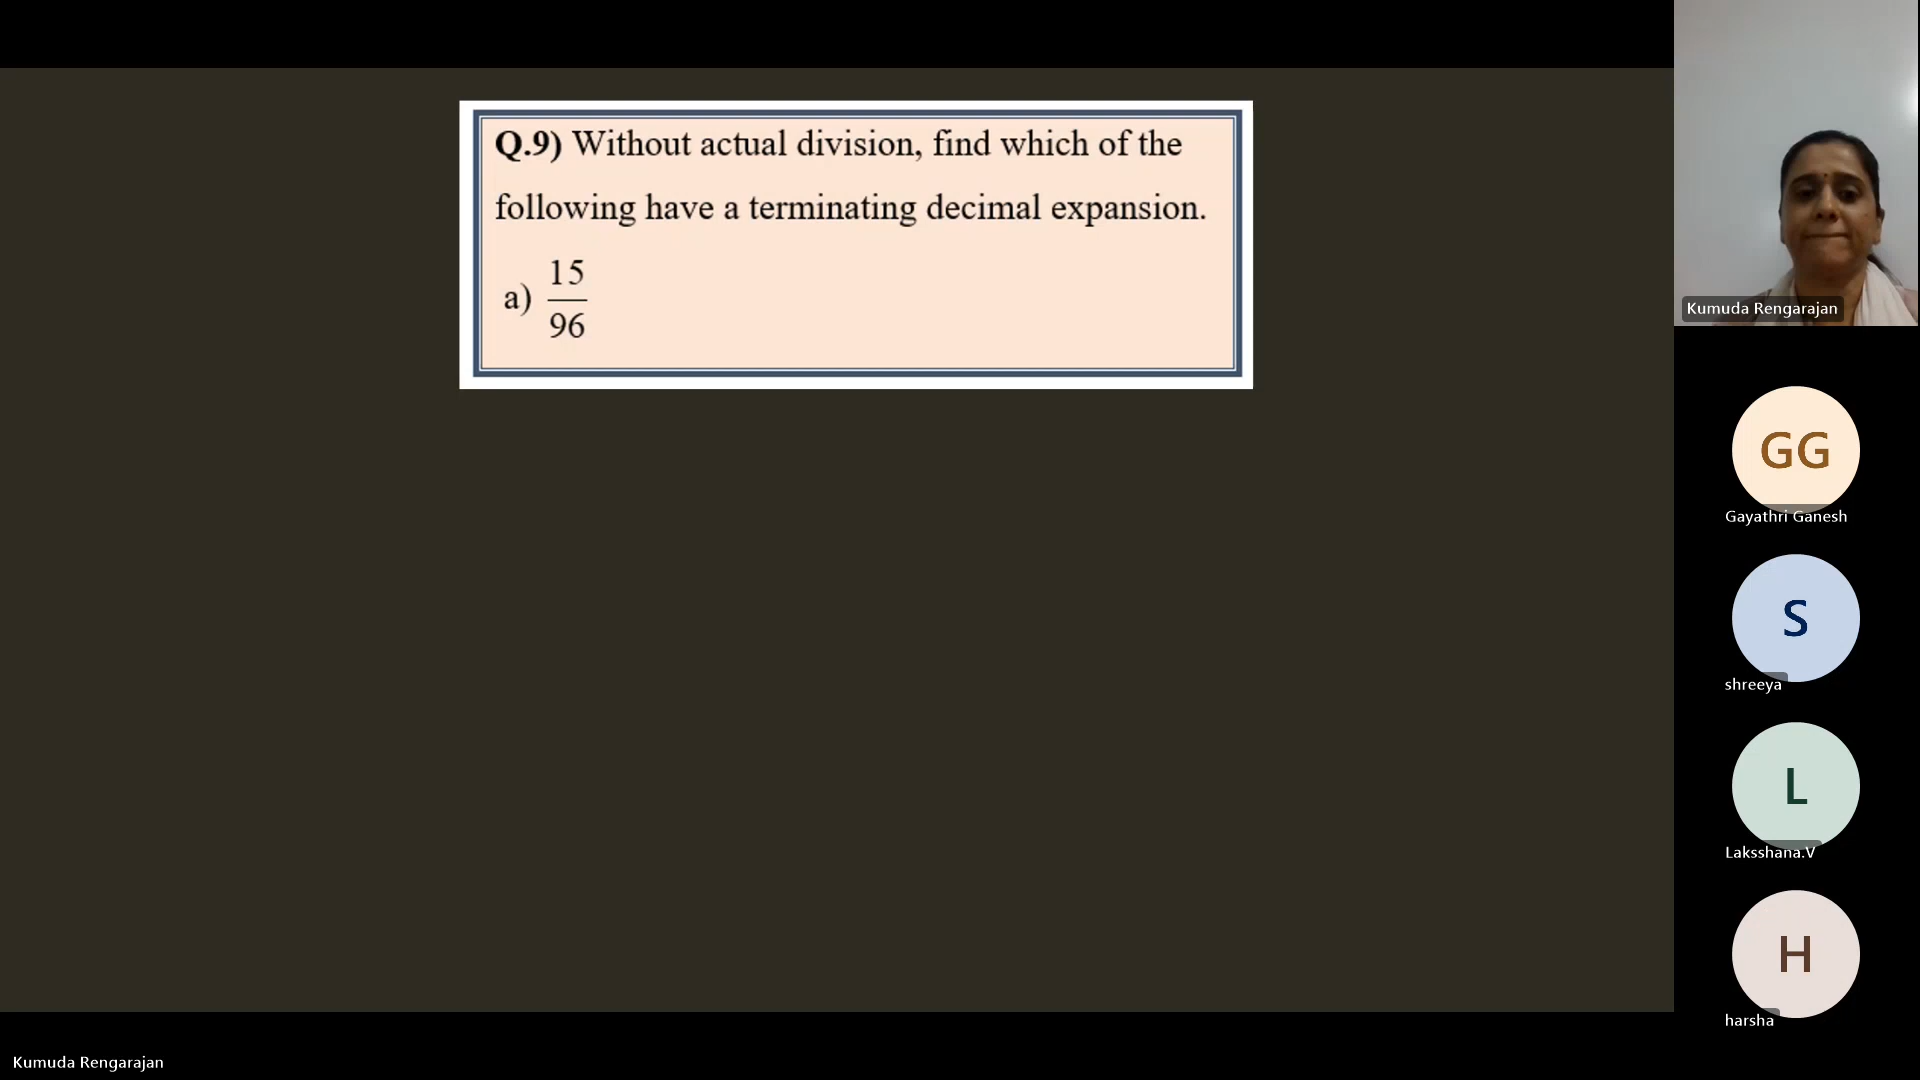 Q.9) Without actual division, find which of the
following have a terminating decimal expansion.
a) 15/96
Kumuda Rengarajan
GG
Gayathri Ganesh
S
shreeya
L
Laksshana.V
H
harsha
Kumuda Rengarajan